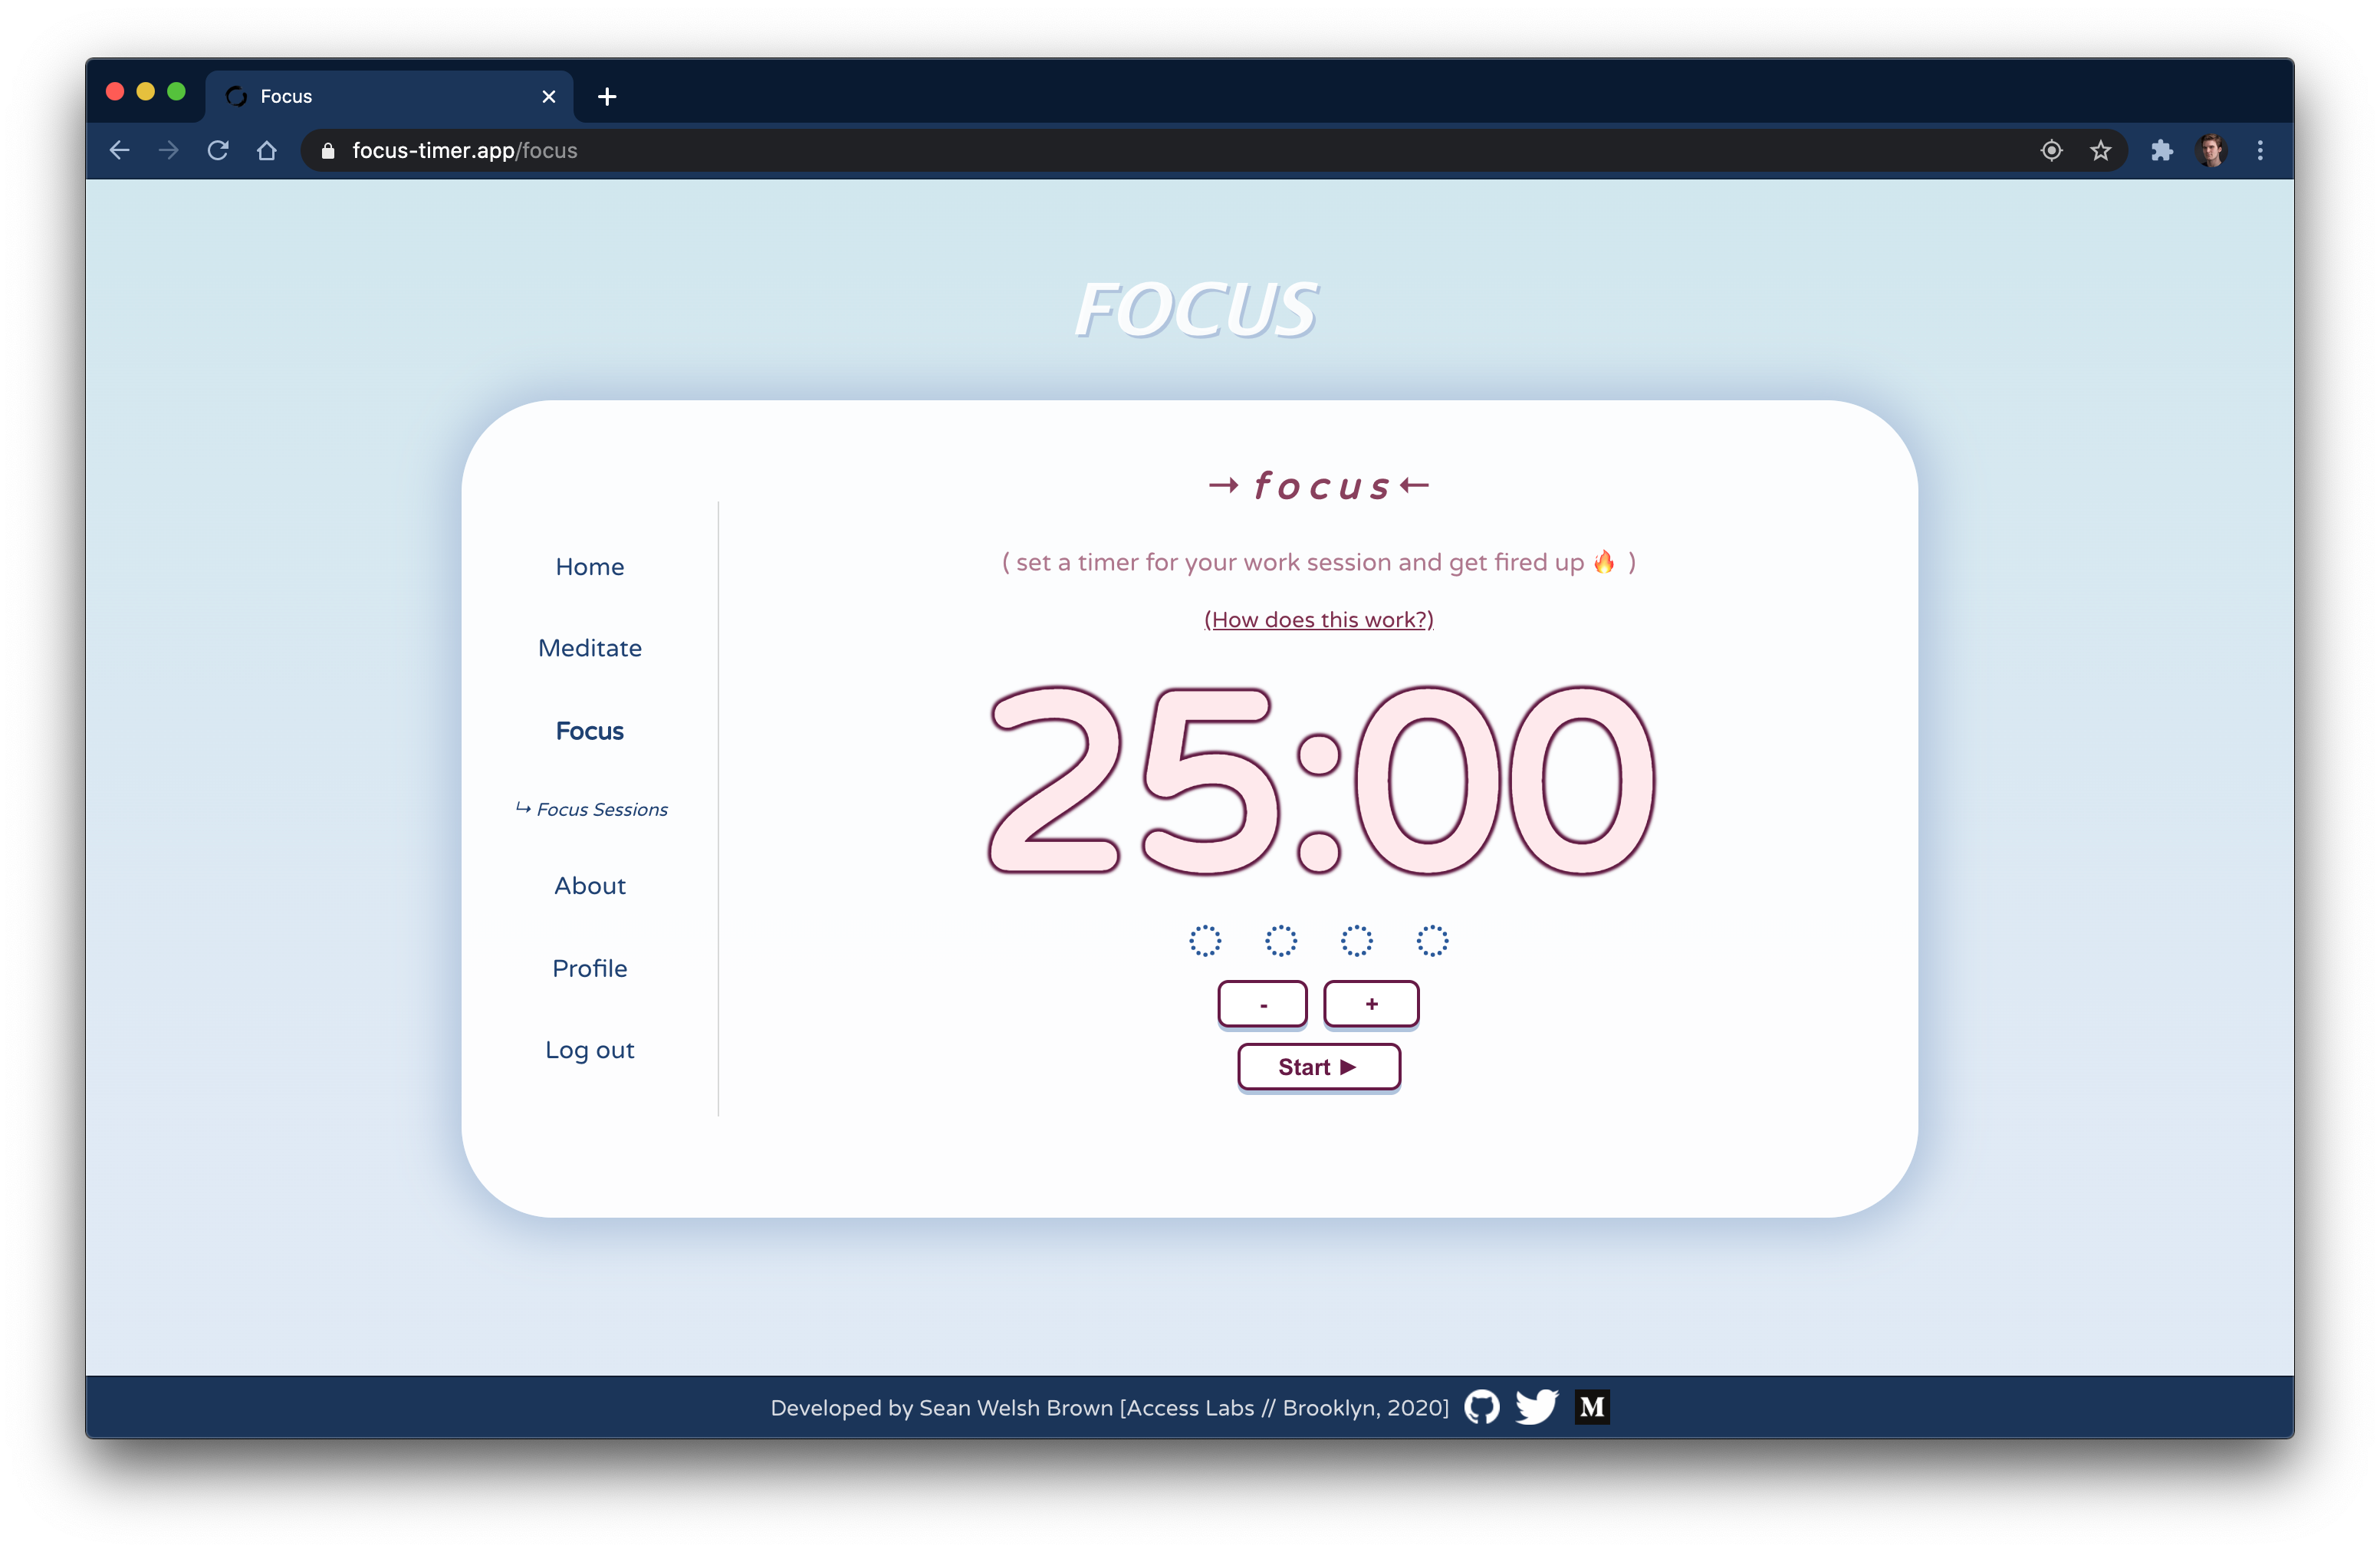 Focus
focus-timer.app/focus
FOCUS
→ focus ←
( set a timer for your work session and get fired up 🔥 )
(How does this work?)
Home
Meditate
Focus
↪ Focus Sessions
About
Profile
Log out
25:00
- +
Start ▶
Developed by Sean Welsh Brown [Access Labs // Brooklyn, 2020]
M